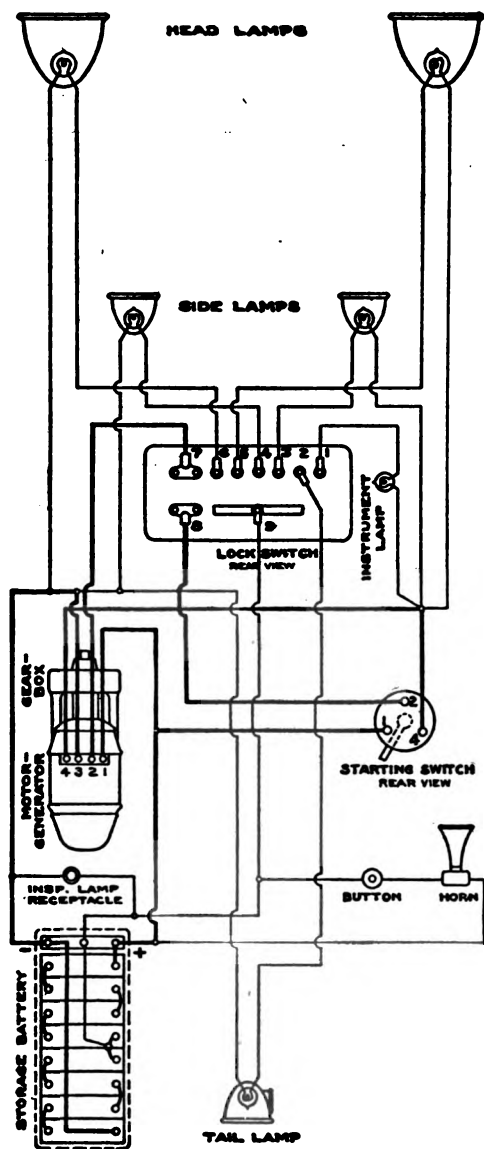 HEAD LAMPS
SIDE LAMPS
7 6 5 4 3 2 1
8 9
LOCK SWITCH
REAR VIEW
INSTRUMENT
LAMP
GEAR-
BOX
MOTOR-
GENERATOR
4 3 2 1
1 2 4
STARTING SWITCH
REAR VIEW
INSP. LAMP
RECEPTACLE
BUTTON
HORN
- +
STORAGE BATTERY
TAIL LAMP